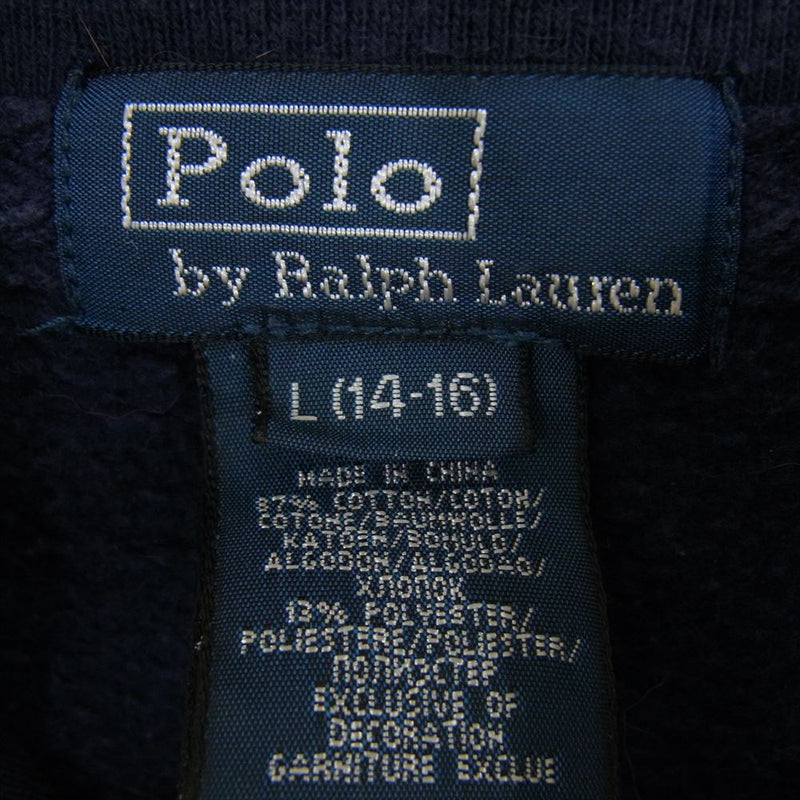 Polo
by Ralph Lauren
L (14-16)
MADE IN CHINA
87% COTTON/COTON/
COTONE/BAUMWOLLE/
KATOEN/BOMULD/
ALGODON/ALGODÃO/
ХЛОПОК
13% POLYESTER/
POLIESTERE/POLIESTER/
ПОЛИЭСТЕР
EXCLUSIVE OF
DECORATION
GARNITURE EXCLUE